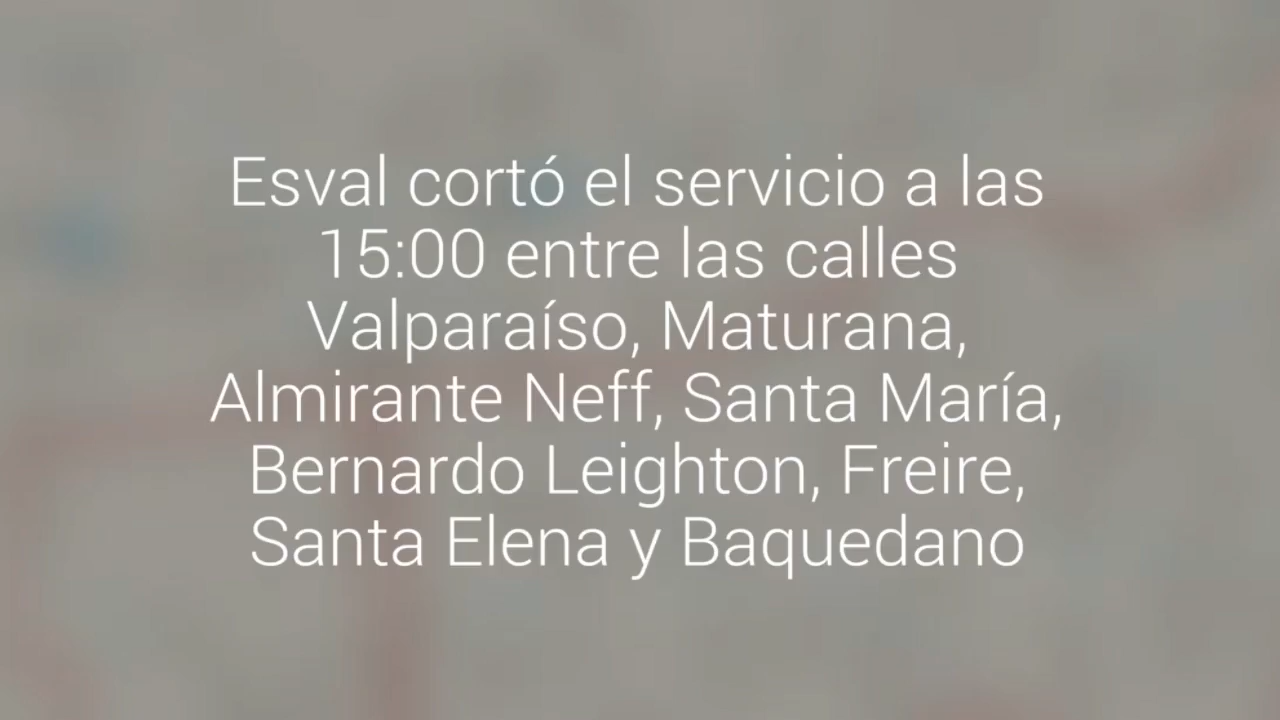 Esval cortó el servicio a las
15:00 entre las calles
Valparaíso, Maturana,
Almirante Neff, Santa María,
Bernardo Leighton, Freire,
Santa Elena y Baquedano